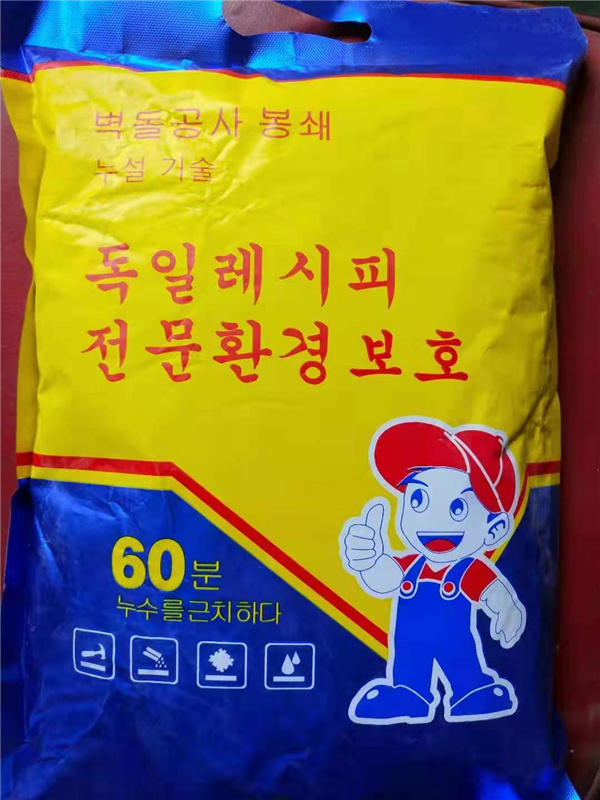 벽돌공사 봉쇄
누설 기술
독일레시피
전문환경보호
60분
누수를근치하다